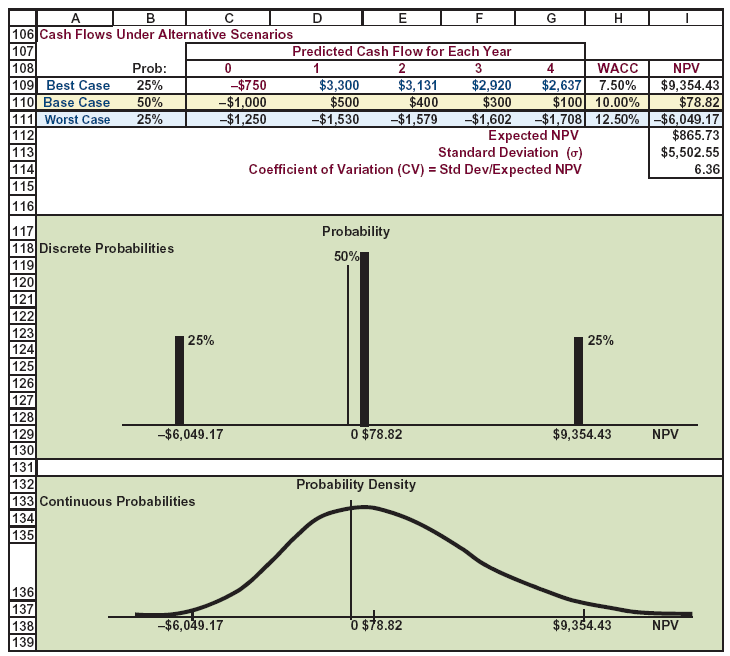 A B C D E F G H I
106 Cash Flows Under Alternative Scenarios
107 Predicted Cash Flow for Each Year
108 Prob: 0 1 2 3 4 WACC NPV
109 Best Case 25% –$750 $3,300 $3,131 $2,920 $2,637 7.50% $9,354.43
110 Base Case 50% –$1,000 $500 $400 $300 $100 10.00% $78.82
111 Worst Case 25% –$1,250 –$1,530 –$1,579 –$1,602 –$1,708 12.50% –$6,049.17
112 Expected NPV $865.73
113 Standard Deviation (σ) $5,502.55
114 Coefficient of Variation (CV) = Std Dev/Expected NPV 6.36
115
116
117 Probability
118 Discrete Probabilities
119 50%
120
121
122
123 25% 25%
124
125
126
127
128
129 –$6,049.17 0 $78.82 $9,354.43 NPV
130
131
132 Probability Density
133 Continuous Probabilities
134
135
136
137
138 –$6,049.17 0 $78.82 $9,354.43 NPV
139